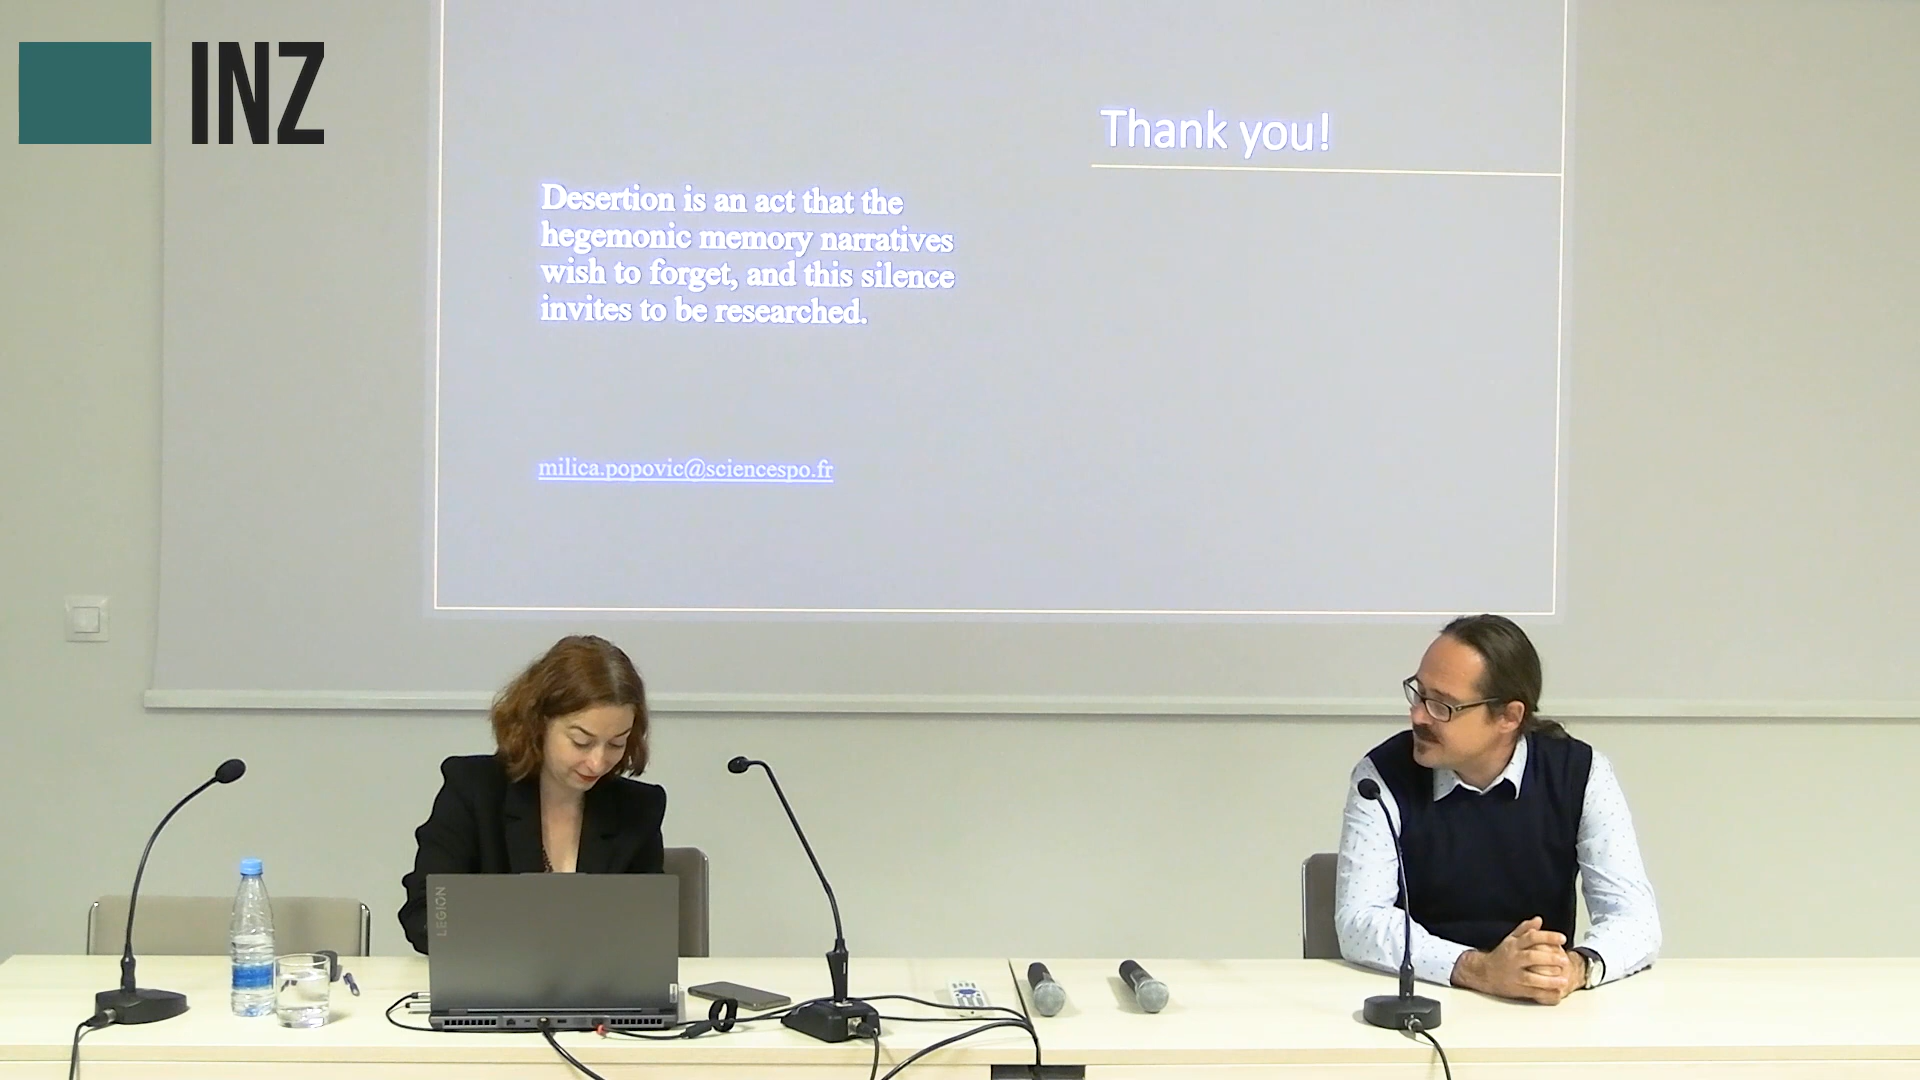 INZ
Thank you!
Desertion is an act that the
hegemonic memory narratives
wish to forget, and this silence
invites to be researched.
milica.popovic@sciencespo.fr
LEGION